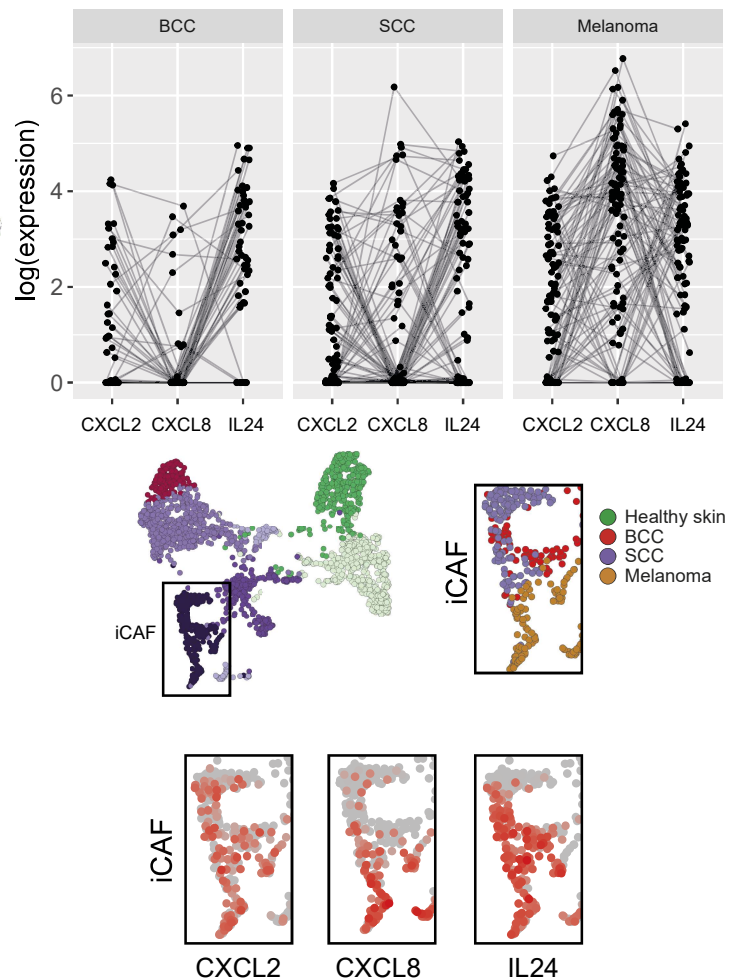 BCC SCC Melanoma
log(expression)
6
4
2
0
CXCL2 CXCL8 IL24 CXCL2 CXCL8 IL24 CXCL2 CXCL8 IL24
iCAF
iCAF
Healthy skin
BCC
SCC
Melanoma
iCAF
CXCL2 CXCL8 IL24